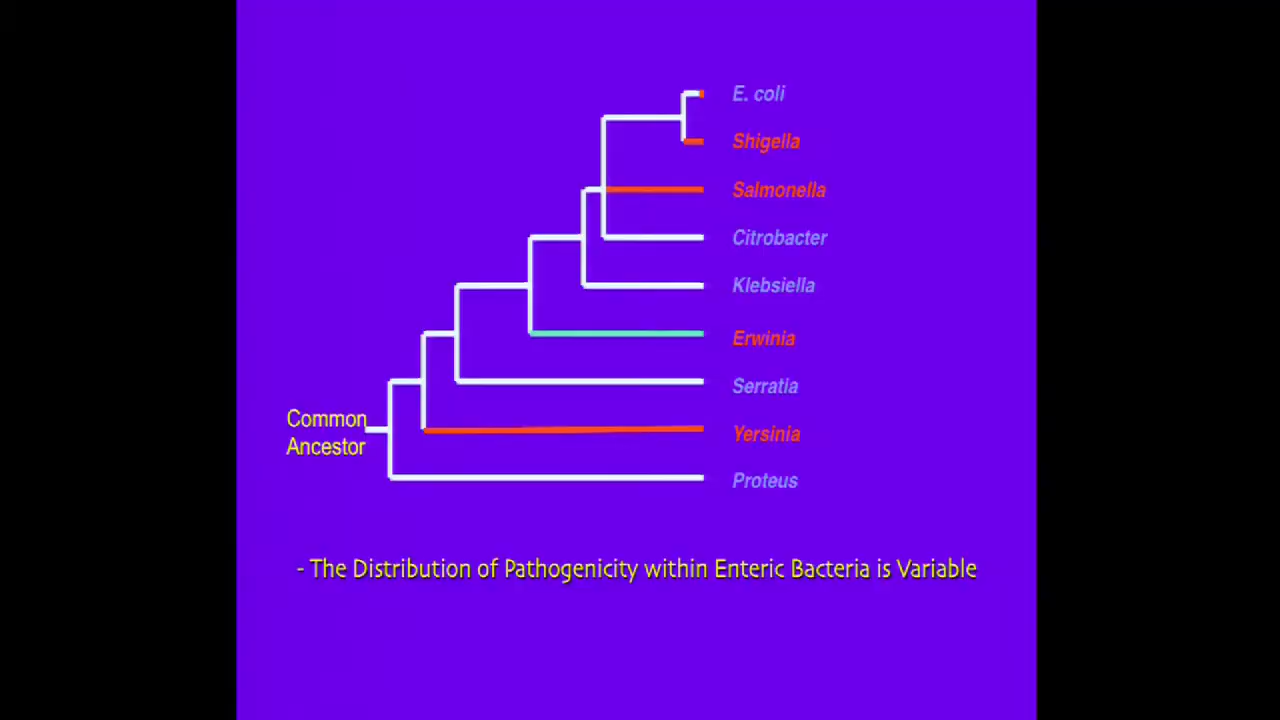 E. coli
Shigella
Salmonella
Citrobacter
Klebsiella
Erwinia
Serratia
Yersinia
Common
Ancestor
Proteus
- The Distribution of Pathogenicity within Enteric Bacteria is Variable